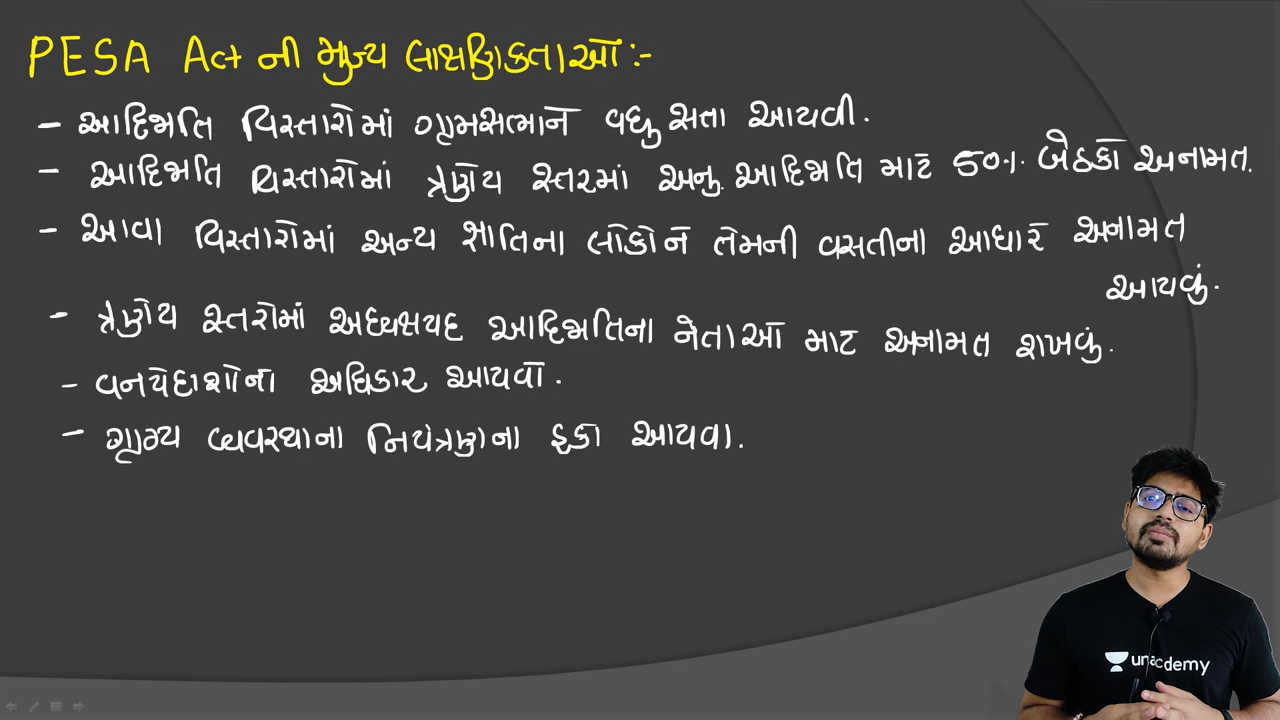 PESA Act ની મુખ્ય લાક્ષણિકતાઓ :-
- આદિજાતિ વિસ્તારોમાં ગ્રામસભાને વધુ સતા આપવી.
- આદિજાતિ વિસ્તારોમાં ત્રણેય સ્તરમાં અનુ. આદિજાતિ માટે 50% બેઠકો અનામત.
- આવા વિસ્તારોમાં અન્ય જાતિના લોકોને તેમની વસતીના આધારે અનામત
આપવું.
- ત્રણેય સ્તરોમાં અધ્યક્ષપદ આદિજાતિના નેતાઓ માટે અનામત રાખવું.
- વનપેદાશોના અધિકાર આપવો.
- ગ્રામ્ય વ્યવસ્થાના નિયંત્રણના હકો આપવા.
unacademy